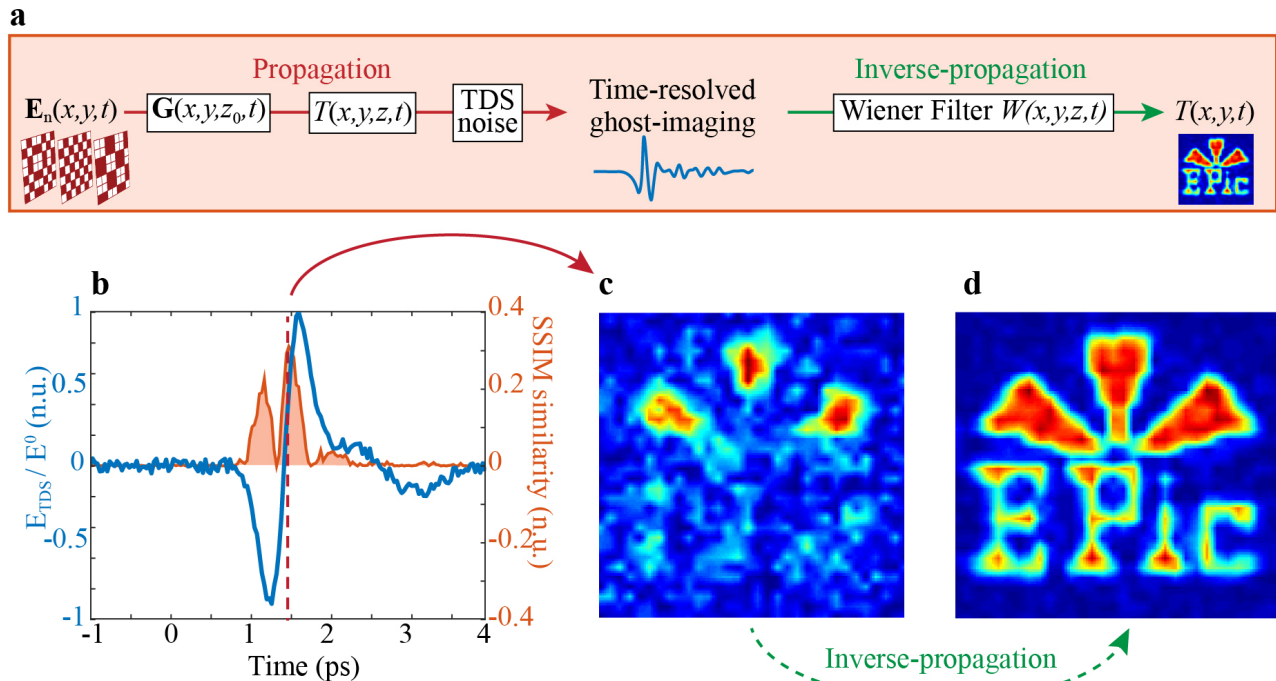 a
Propagation
Inverse-propagation
Eₙ(x,y,t)
G(x,y,z₀,t)
T(x,y,z,t)
TDS
noise
Time-resolved
ghost-imaging
Wiener Filter W(x,y,z,t)
T(x,y,t)
EPic
b
c
d
1
0.5
0
-0.5
-1
E_TDS / E⁰ (n.u.)
0.4
0.2
0
-0.2
-0.4
SSIM similarity (n.u.)
-1 0 1 2 3 4
Time (ps)
EPic
Inverse-propagation